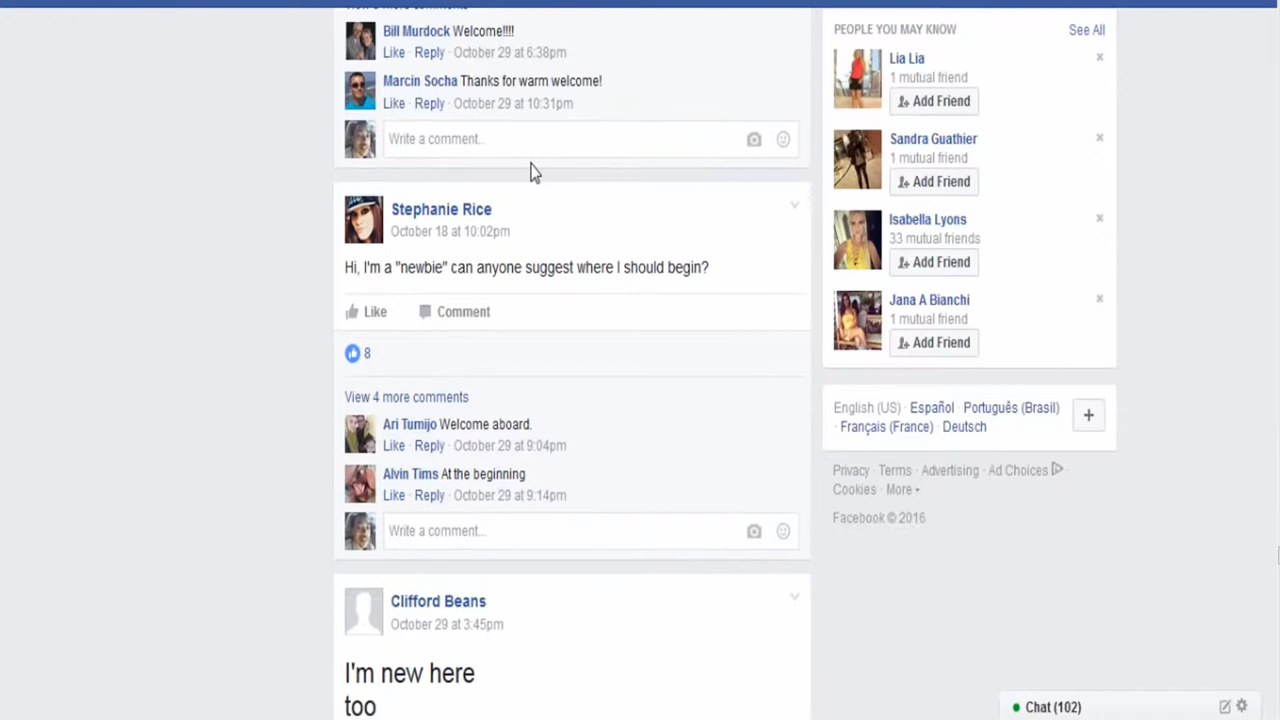 Bill Murdock Welcome!!!!
Like · Reply · October 29 at 6:38pm
Marcin Socha Thanks for warm welcome!
Like · Reply · October 29 at 10:31pm
Write a comment...
Stephanie Rice
October 18 at 10:02pm
Hi, I'm a "newbie" can anyone suggest where I should begin?
Like Comment
8
View 4 more comments
Ari Tumijo Welcome aboard.
Like · Reply · October 29 at 9:04pm
Alvin Tims At the beginning
Like · Reply · October 29 at 9:14pm
Write a comment...
Clifford Beans
October 29 at 3:45pm
I'm new here
too
PEOPLE YOU MAY KNOW See All
Lia Lia
1 mutual friend
Add Friend
Sandra Guathier
1 mutual friend
Add Friend
Isabella Lyons
33 mutual friends
Add Friend
Jana A Bianchi
1 mutual friend
Add Friend
English (US) · Español · Português (Brasil)
· Français (France) · Deutsch
Privacy · Terms · Advertising · Ad Choices ·
Cookies · More
Facebook © 2016
Chat (102)